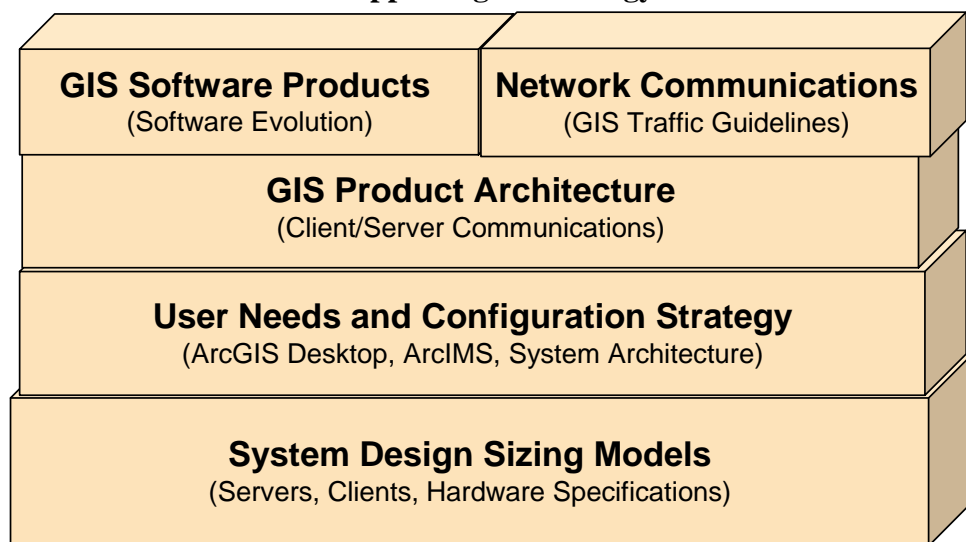 GIS Software Products
(Software Evolution)
Network Communications
(GIS Traffic Guidelines)
GIS Product Architecture
(Client/Server Communications)
User Needs and Configuration Strategy
(ArcGIS Desktop, ArcIMS, System Architecture)
System Design Sizing Models
(Servers, Clients, Hardware Specifications)